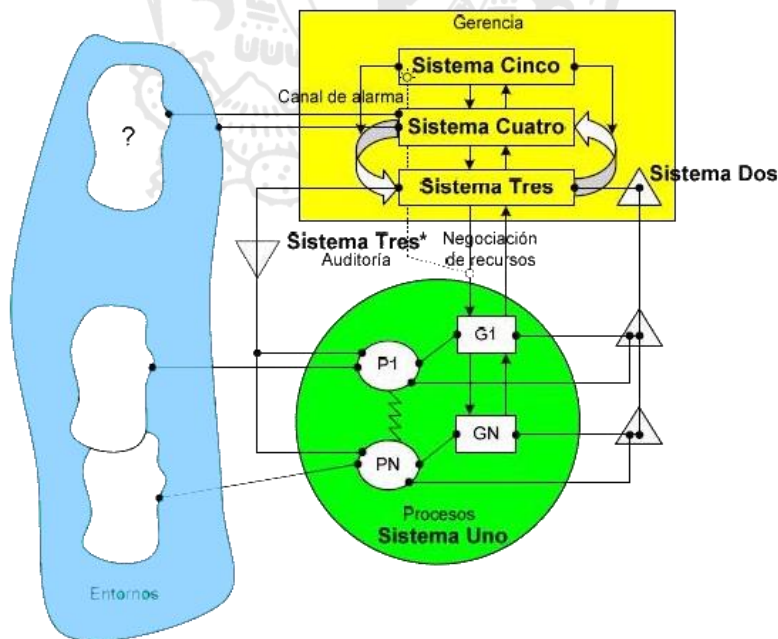 Gerencia
Sistema Cinco
Canal de alarma
Sistema Cuatro
?
Sistema Tres
Sistema Dos
Sistema Tres*
Auditoría
Negociación
de recursos
G1
P1
GN
PN
Procesos
Sistema Uno
Entornos